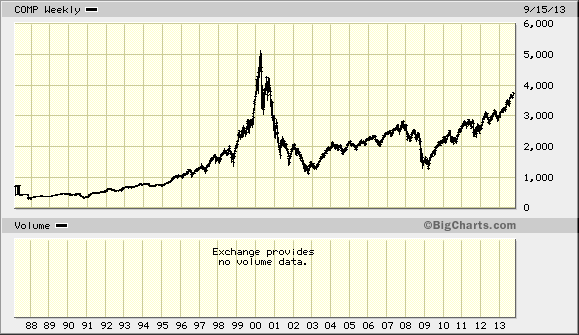 COMP Weekly 9/15/13
6,000
5,000
4,000
3,000
2,000
1,000
0
Volume ©BigCharts.com
Exchange provides
no volume data.
88 89 90 91 92 93 94 95 96 97 98 99 00 01 02 03 04 05 06 07 08 09 10 11 12 13